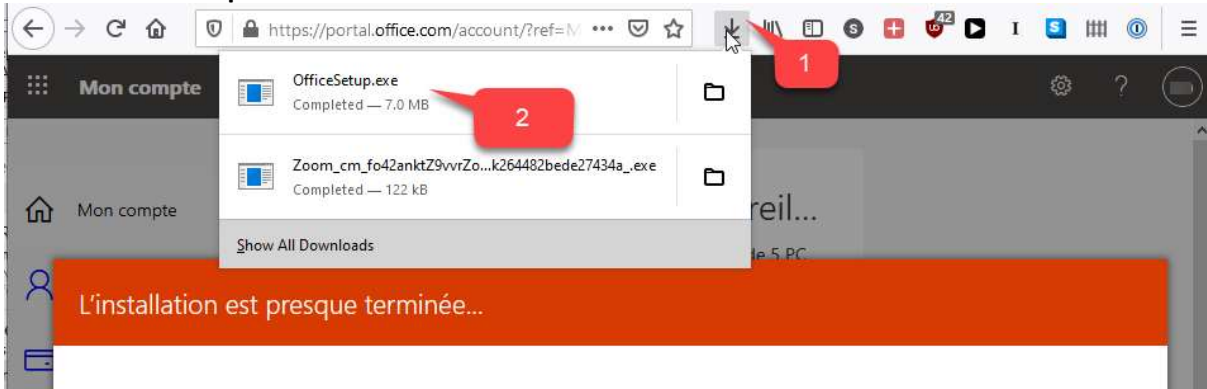 https://portal.office.com/account/?ref=M
42
S
I
S
1
Mon compte
?
OfficeSetup.exe
Completed — 7.0 MB
2
Zoom_cm_fo42anktZ9vvrZo...k264482bede27434a_.exe
Completed — 122 kB
Mon compte
reil...
Show All Downloads
de 5 PC
L'installation est presque terminée...